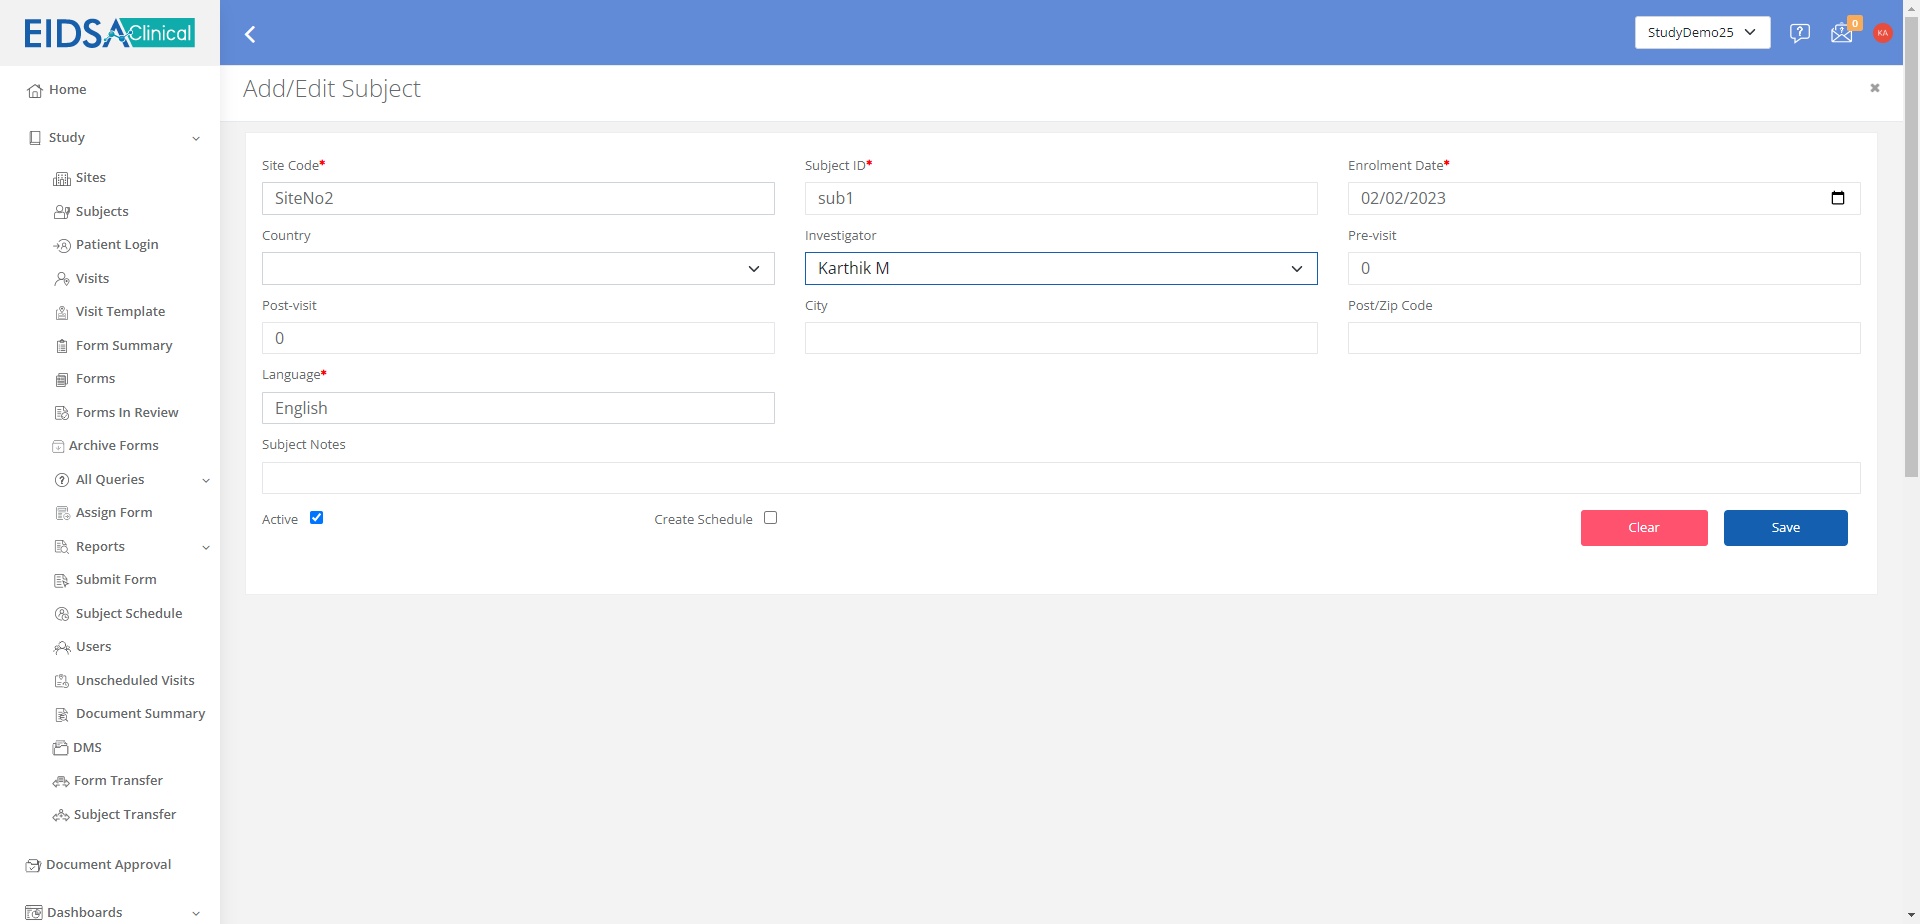 EIDSA Clinical
StudyDemo25
0
KA
Home
Study
Sites
Subjects
Patient Login
Visits
Visit Template
Form Summary
Forms
Forms In Review
Archive Forms
All Queries
Assign Form
Reports
Submit Form
Subject Schedule
Users
Unscheduled Visits
Document Summary
DMS
Form Transfer
Subject Transfer
Document Approval
Dashboards
Add/Edit Subject
Site Code*
SiteNo2
Subject ID*
sub1
Enrolment Date*
02/02/2023
Country
Investigator
Karthik M
Pre-visit
0
Post-visit
0
City
Post/Zip Code
Language*
English
Subject Notes
Active
Create Schedule
Clear
Save